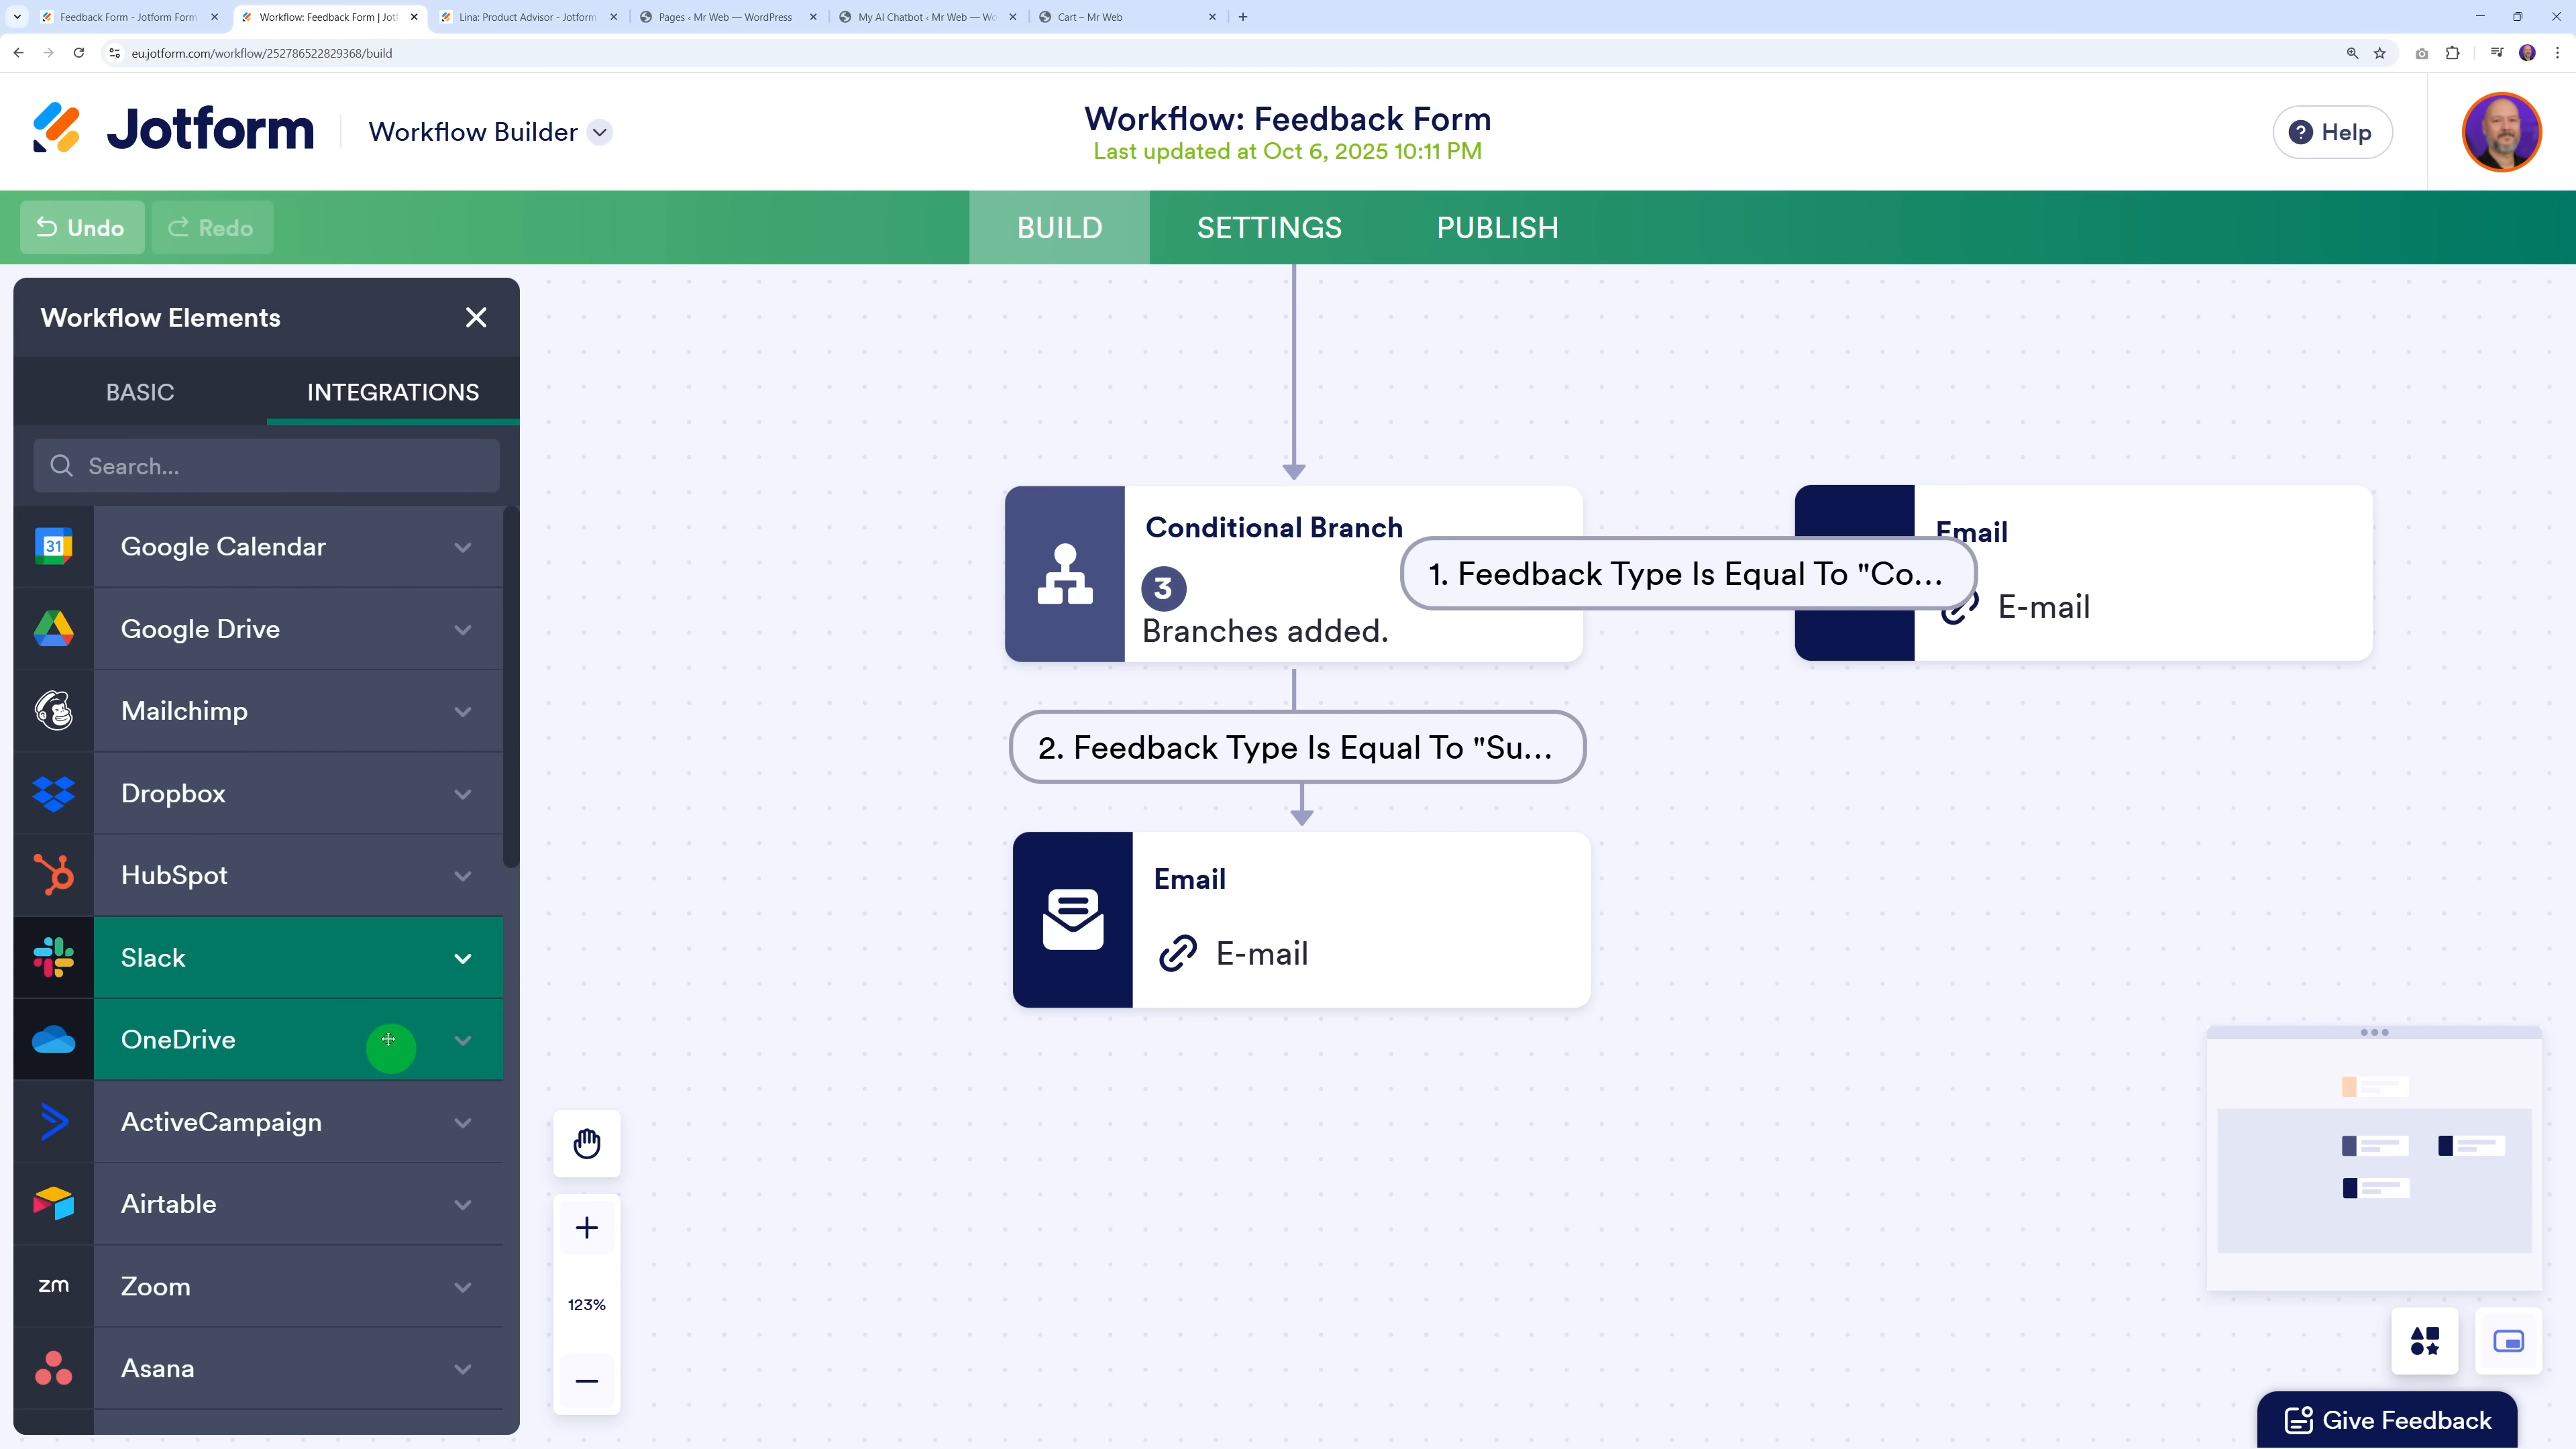 Feedback Form - Jotform Form
Workflow: Feedback Form | Jotf
Lina: Product Advisor - Jotform
Pages ‹ Mr Web — WordPress
My AI Chatbot ‹ Mr Web — Wo
Cart – Mr Web
eu.jotform.com/workflow/252786522829368/build
Jotform
Workflow Builder
Workflow: Feedback Form
Last updated at Oct 6, 2025 10:11 PM
Help
Undo
Redo
BUILD
SETTINGS
PUBLISH
Workflow Elements
BASIC
INTEGRATIONS
Search...
31
Google Calendar
Google Drive
Mailchimp
Dropbox
HubSpot
Slack
OneDrive
ActiveCampaign
Airtable
zm
Zoom
Asana
Conditional Branch
3
Branches added.
1. Feedback Type Is Equal To "Co...
Email
E-mail
2. Feedback Type Is Equal To "Su...
Email
E-mail
123%
Give Feedback